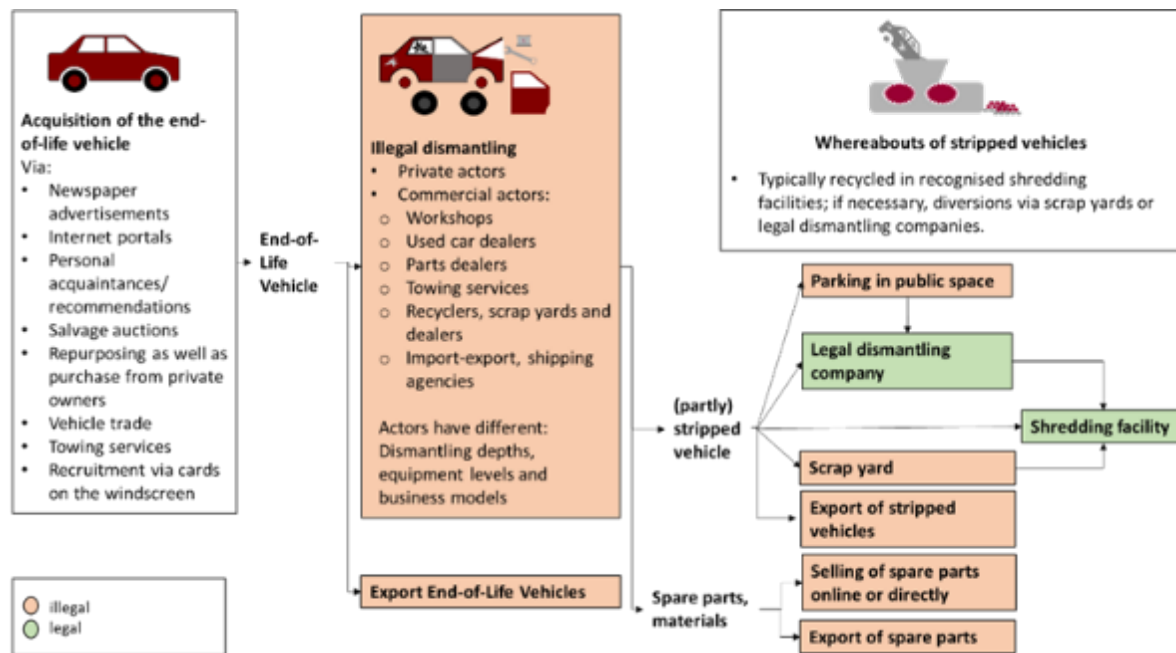 Acquisition of the end-
of-life vehicle
Via:
• Newspaper
advertisements
• Internet portals
• Personal
acquaintances/
recommendations
• Salvage auctions
• Repurposing as well as
purchase from private
owners
• Vehicle trade
• Towing services
• Recruitment via cards
on the windscreen
End-of-
Life
Vehicle
Illegal dismantling
• Private actors
• Commercial actors:
o Workshops
o Used car dealers
o Parts dealers
o Towing services
o Recyclers, scrap yards and
dealers
o Import-export, shipping
agencies
Actors have different:
Dismantling depths,
equipment levels and
business models
Export End-of-Life Vehicles
Whereabouts of stripped vehicles
• Typically recycled in recognised shredding
facilities; if necessary, diversions via scrap yards or
legal dismantling companies.
(partly)
stripped
vehicle
Parking in public space
Legal dismantling
company
Shredding facility
Scrap yard
Export of stripped
vehicles
Spare parts,
materials
Selling of spare parts
online or directly
Export of spare parts
illegal
legal